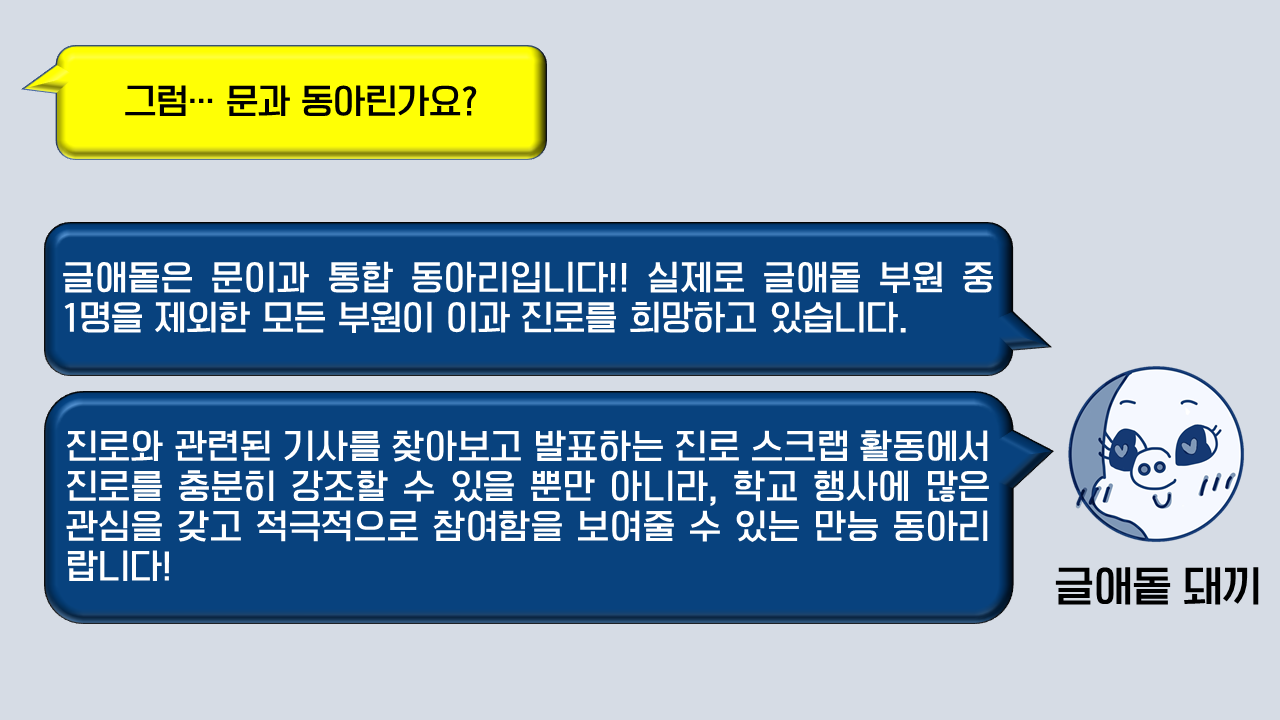 그럼… 문과 동아린가요?
글애돝은 문이과 통합 동아리입니다!! 실제로 글애돝 부원 중
1명을 제외한 모든 부원이 이과 진로를 희망하고 있습니다.
진로와 관련된 기사를 찾아보고 발표하는 진로 스크랩 활동에서
진로를 충분히 강조할 수 있을 뿐만 아니라, 학교 행사에 많은
관심을 갖고 적극적으로 참여함을 보여줄 수 있는 만능 동아리
랍니다!
글애돝 돼끼